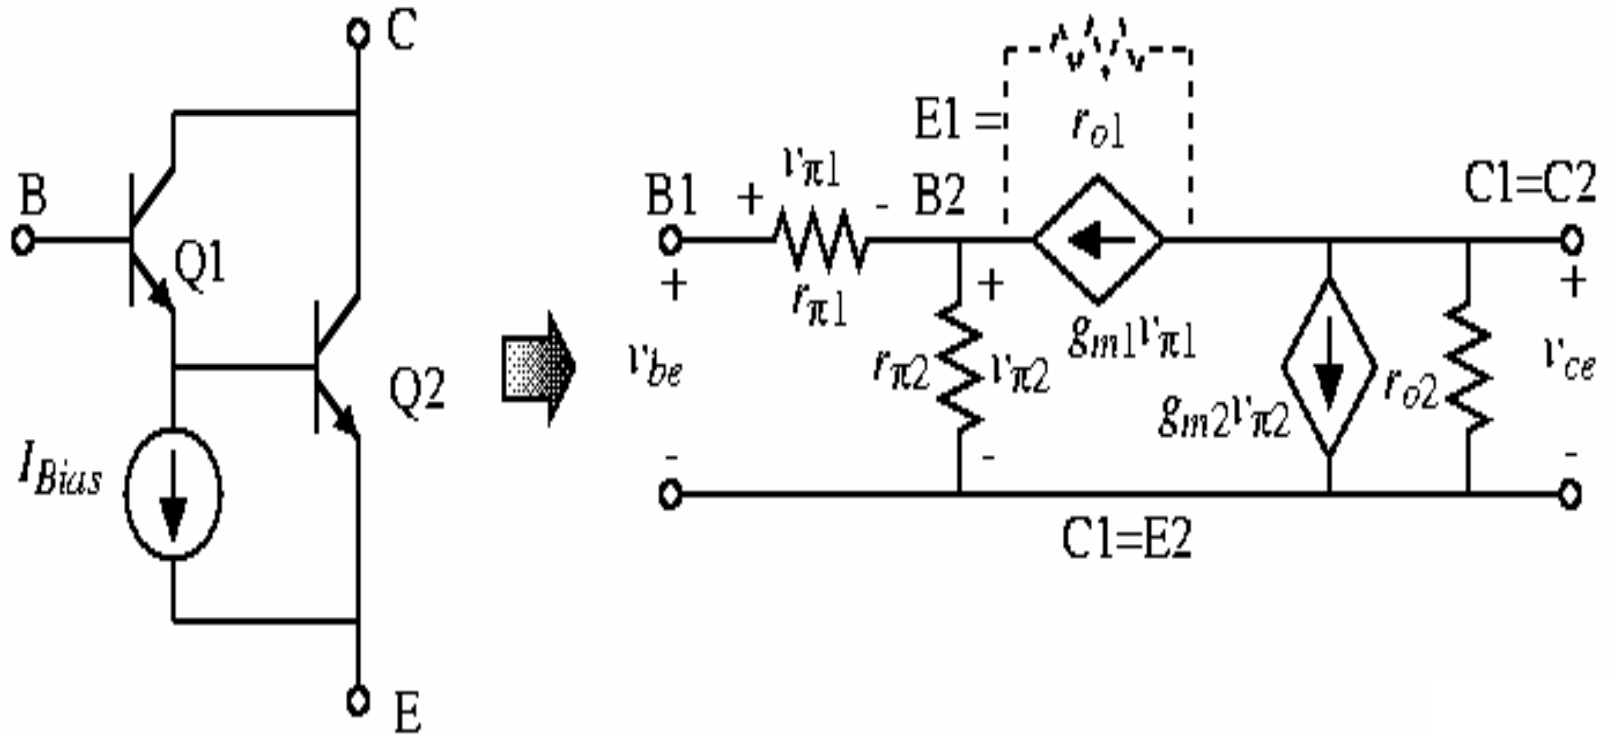 C
B
Q1
Q2
I_Bias
E
E1 =
r_o1
v_π1
B1
+
-
B2
C1=C2
+
r_π1
+
g_m1v_π1
+
v_be
r_π2
v_π2
g_m2v_π2
r_o2
v_ce
-
-
-
C1=E2